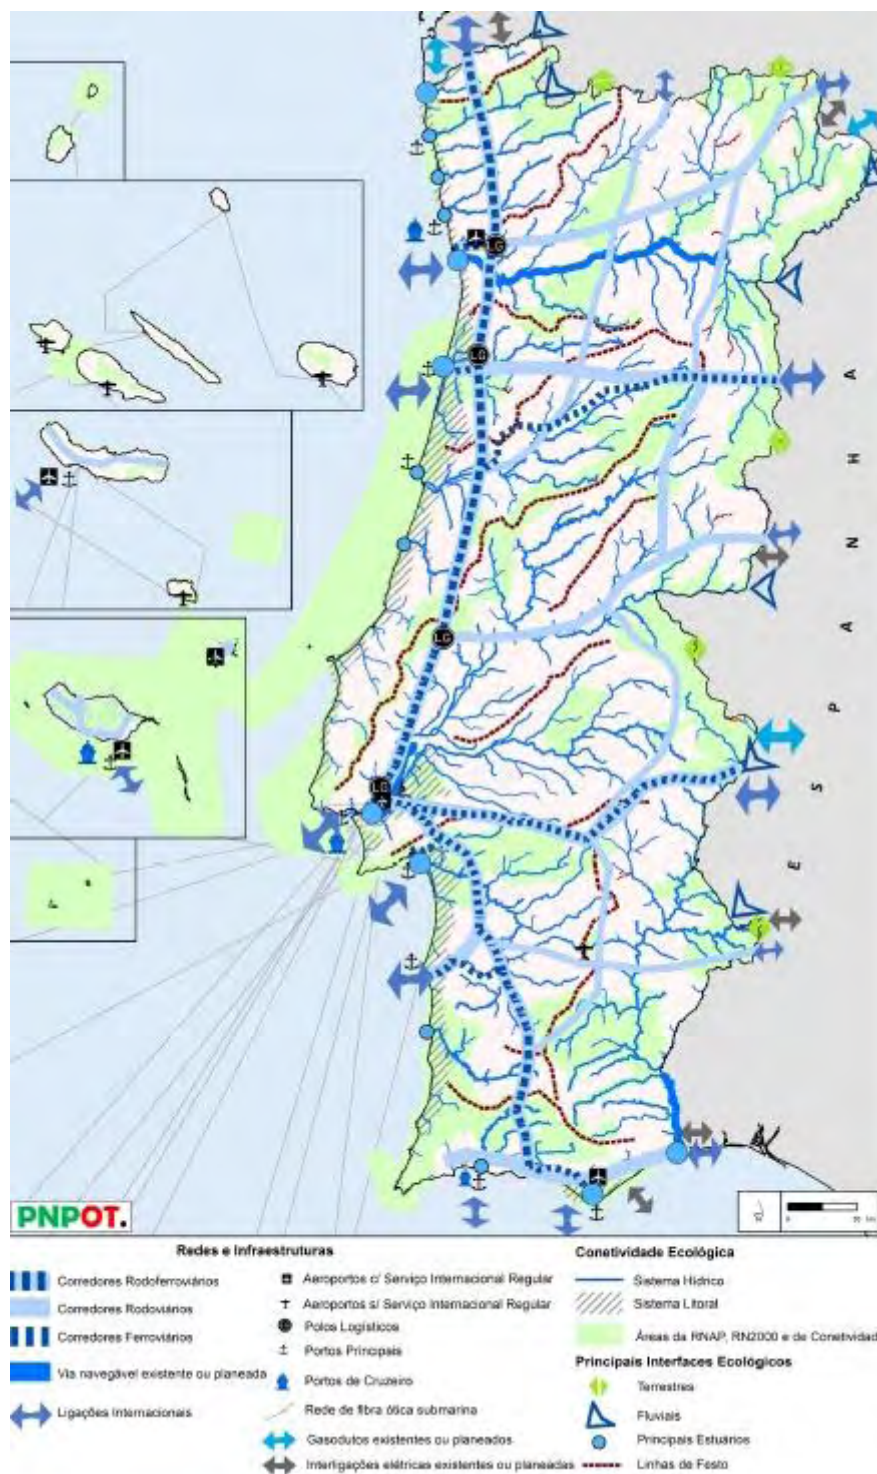 LG
LG
LG
LG
ESPANHA
PNPOT.
0
Redes e Infraestruturas
Corredores Rodoferroviários
Corredores Rodoviários
Corredores Ferroviários
Via navegável existente ou planeada
Ligações Internacionais
Aeroportos c/ Serviço Internacional Regular
Aeroportos s/ Serviço Internacional Regular
Polos Logísticos
Portos Principais
Portos de Cruzeiro
Rede de fibra ótica submarina
Gasodutos existentes ou planeados
Interligações elétricas existentes ou planeadas
Conetividade Ecológica
Sistema Hídrico
Sistema Litoral
Áreas da RNAP, RN2000 e de Conetividad
Principais Interfaces Ecológicos
Terrestres
Fluviais
Principais Estuários
Linhas de Festo